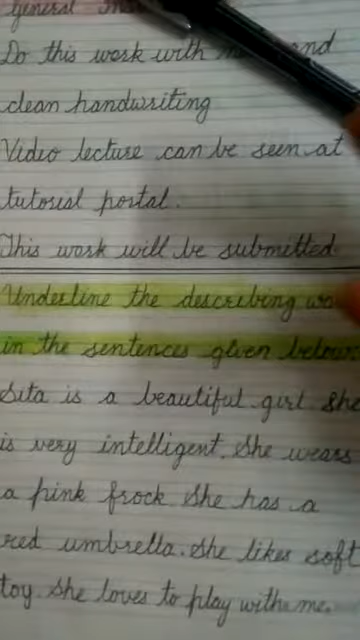 general
Do this work with and
clean handwriting
Video lecture can be seen at
tutorial portal.
This work will be submitted
Underline the describing wo
in the sentences given below
Sita is a beautiful girl. She
is very intelligent. She wears
a pink frock She has a
red umbrella. She likes soft
toy. She loves to play with me.